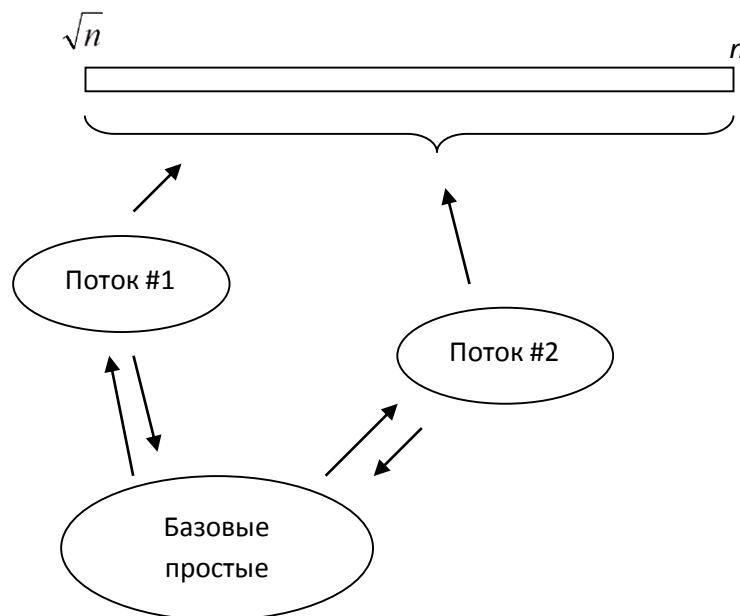 √n
n
Поток #1
Поток #2
Базовые
простые